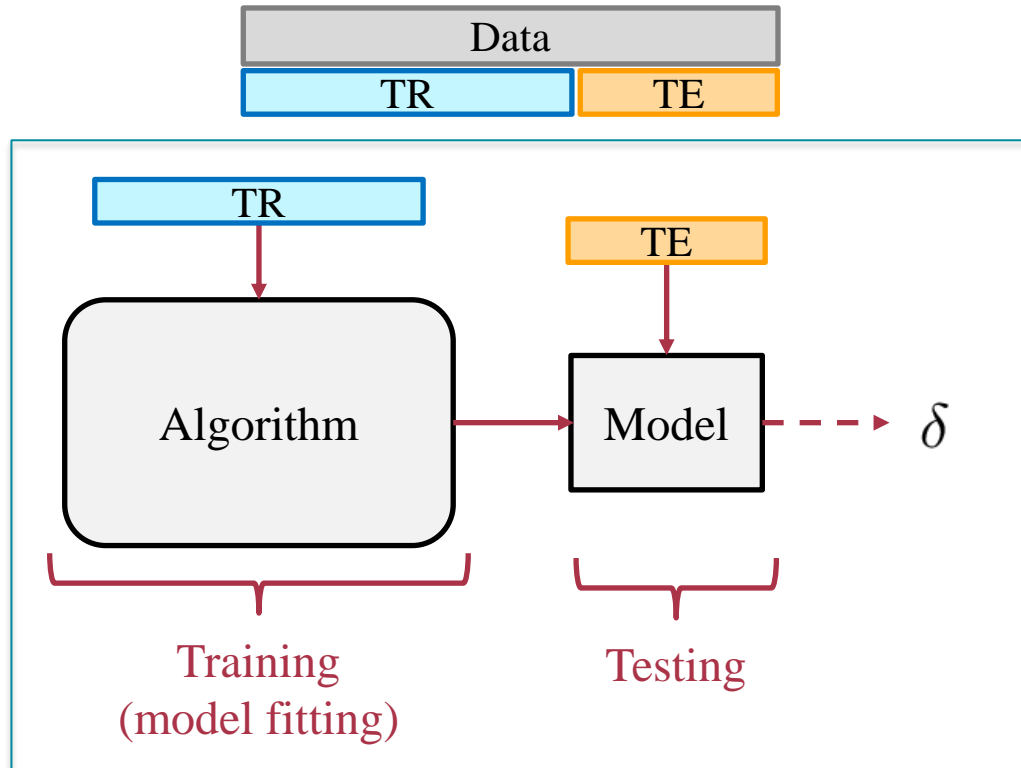 Data
TR
TE
TR
TE
Algorithm
Model
δ
Training
(model fitting)
Testing